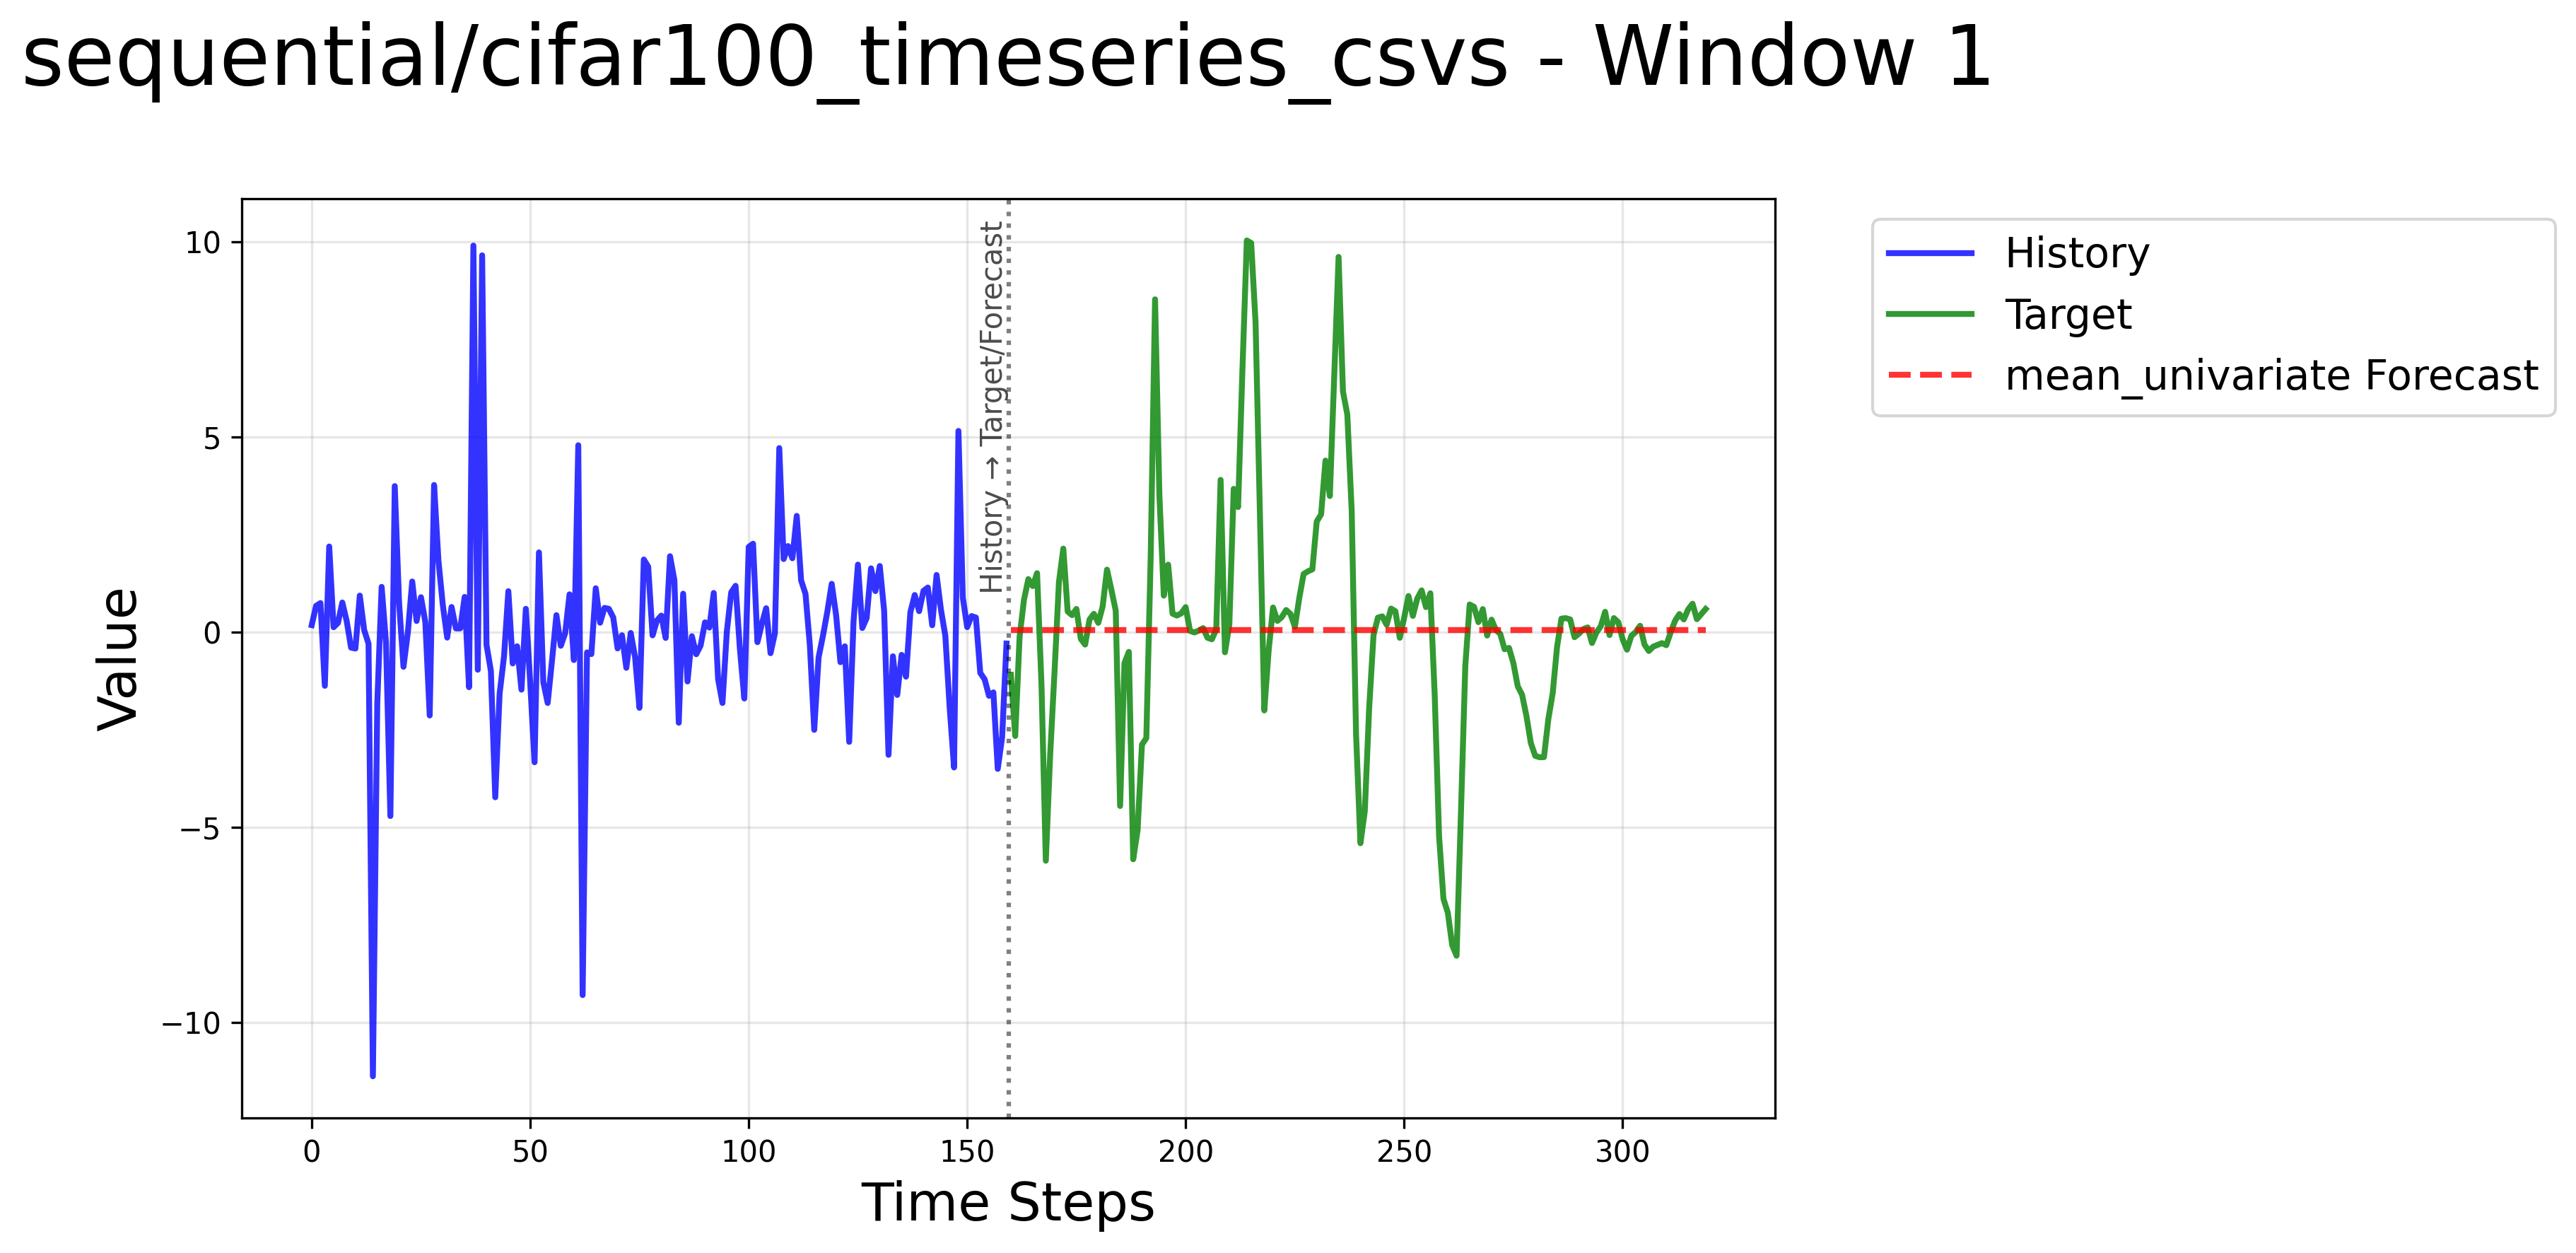 sequential/cifar100_timeseries_csvs - Window 1
History
Target
mean_univariate Forecast
History → Target/Forecast
Value
10
5
0
−5
−10
0 50 100 150 200 250 300
Time Steps